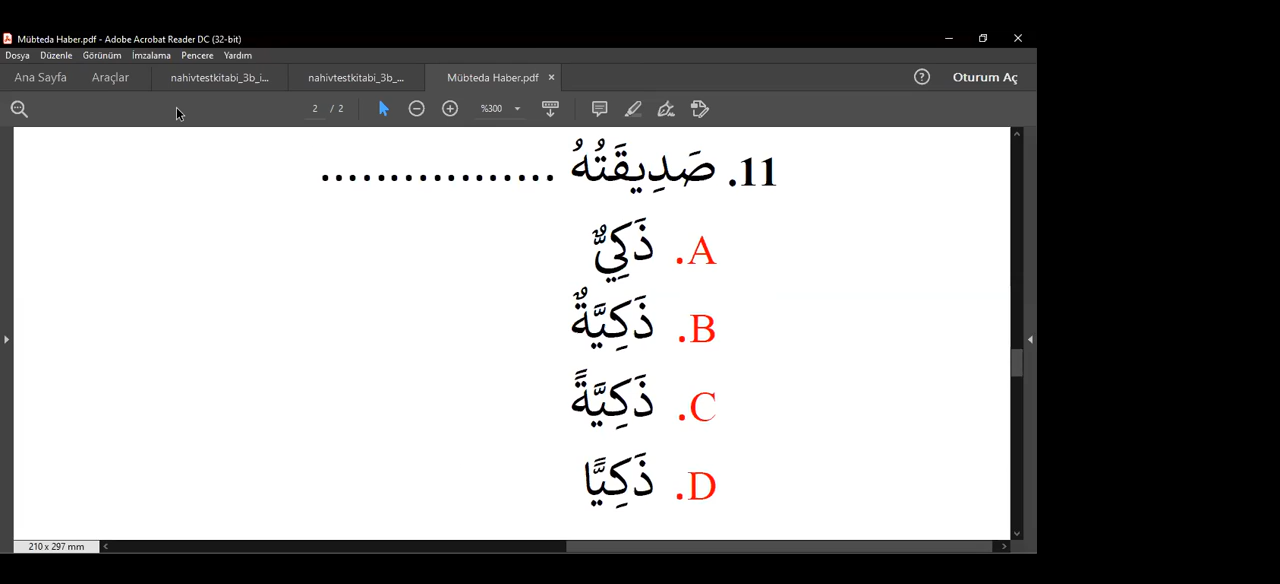 Mübteda Haber.pdf - Adobe Acrobat Reader DC (32-bit)
Dosya Düzenle Görünüm İmzalama Pencere Yardım
Ana Sayfa Araçlar nahivtestkitabi_3b_i... nahivtestkitabi_3b_... Mübteda Haber.pdf × ? Oturum Aç
2 / 2 %300
11. صَدِيقَتُهُ .................
A. ذَكِيٌّ
B. ذَكِيَّةٌ
C. ذَكِيَّةً
D. ذَكِيًّا
210 x 297 mm